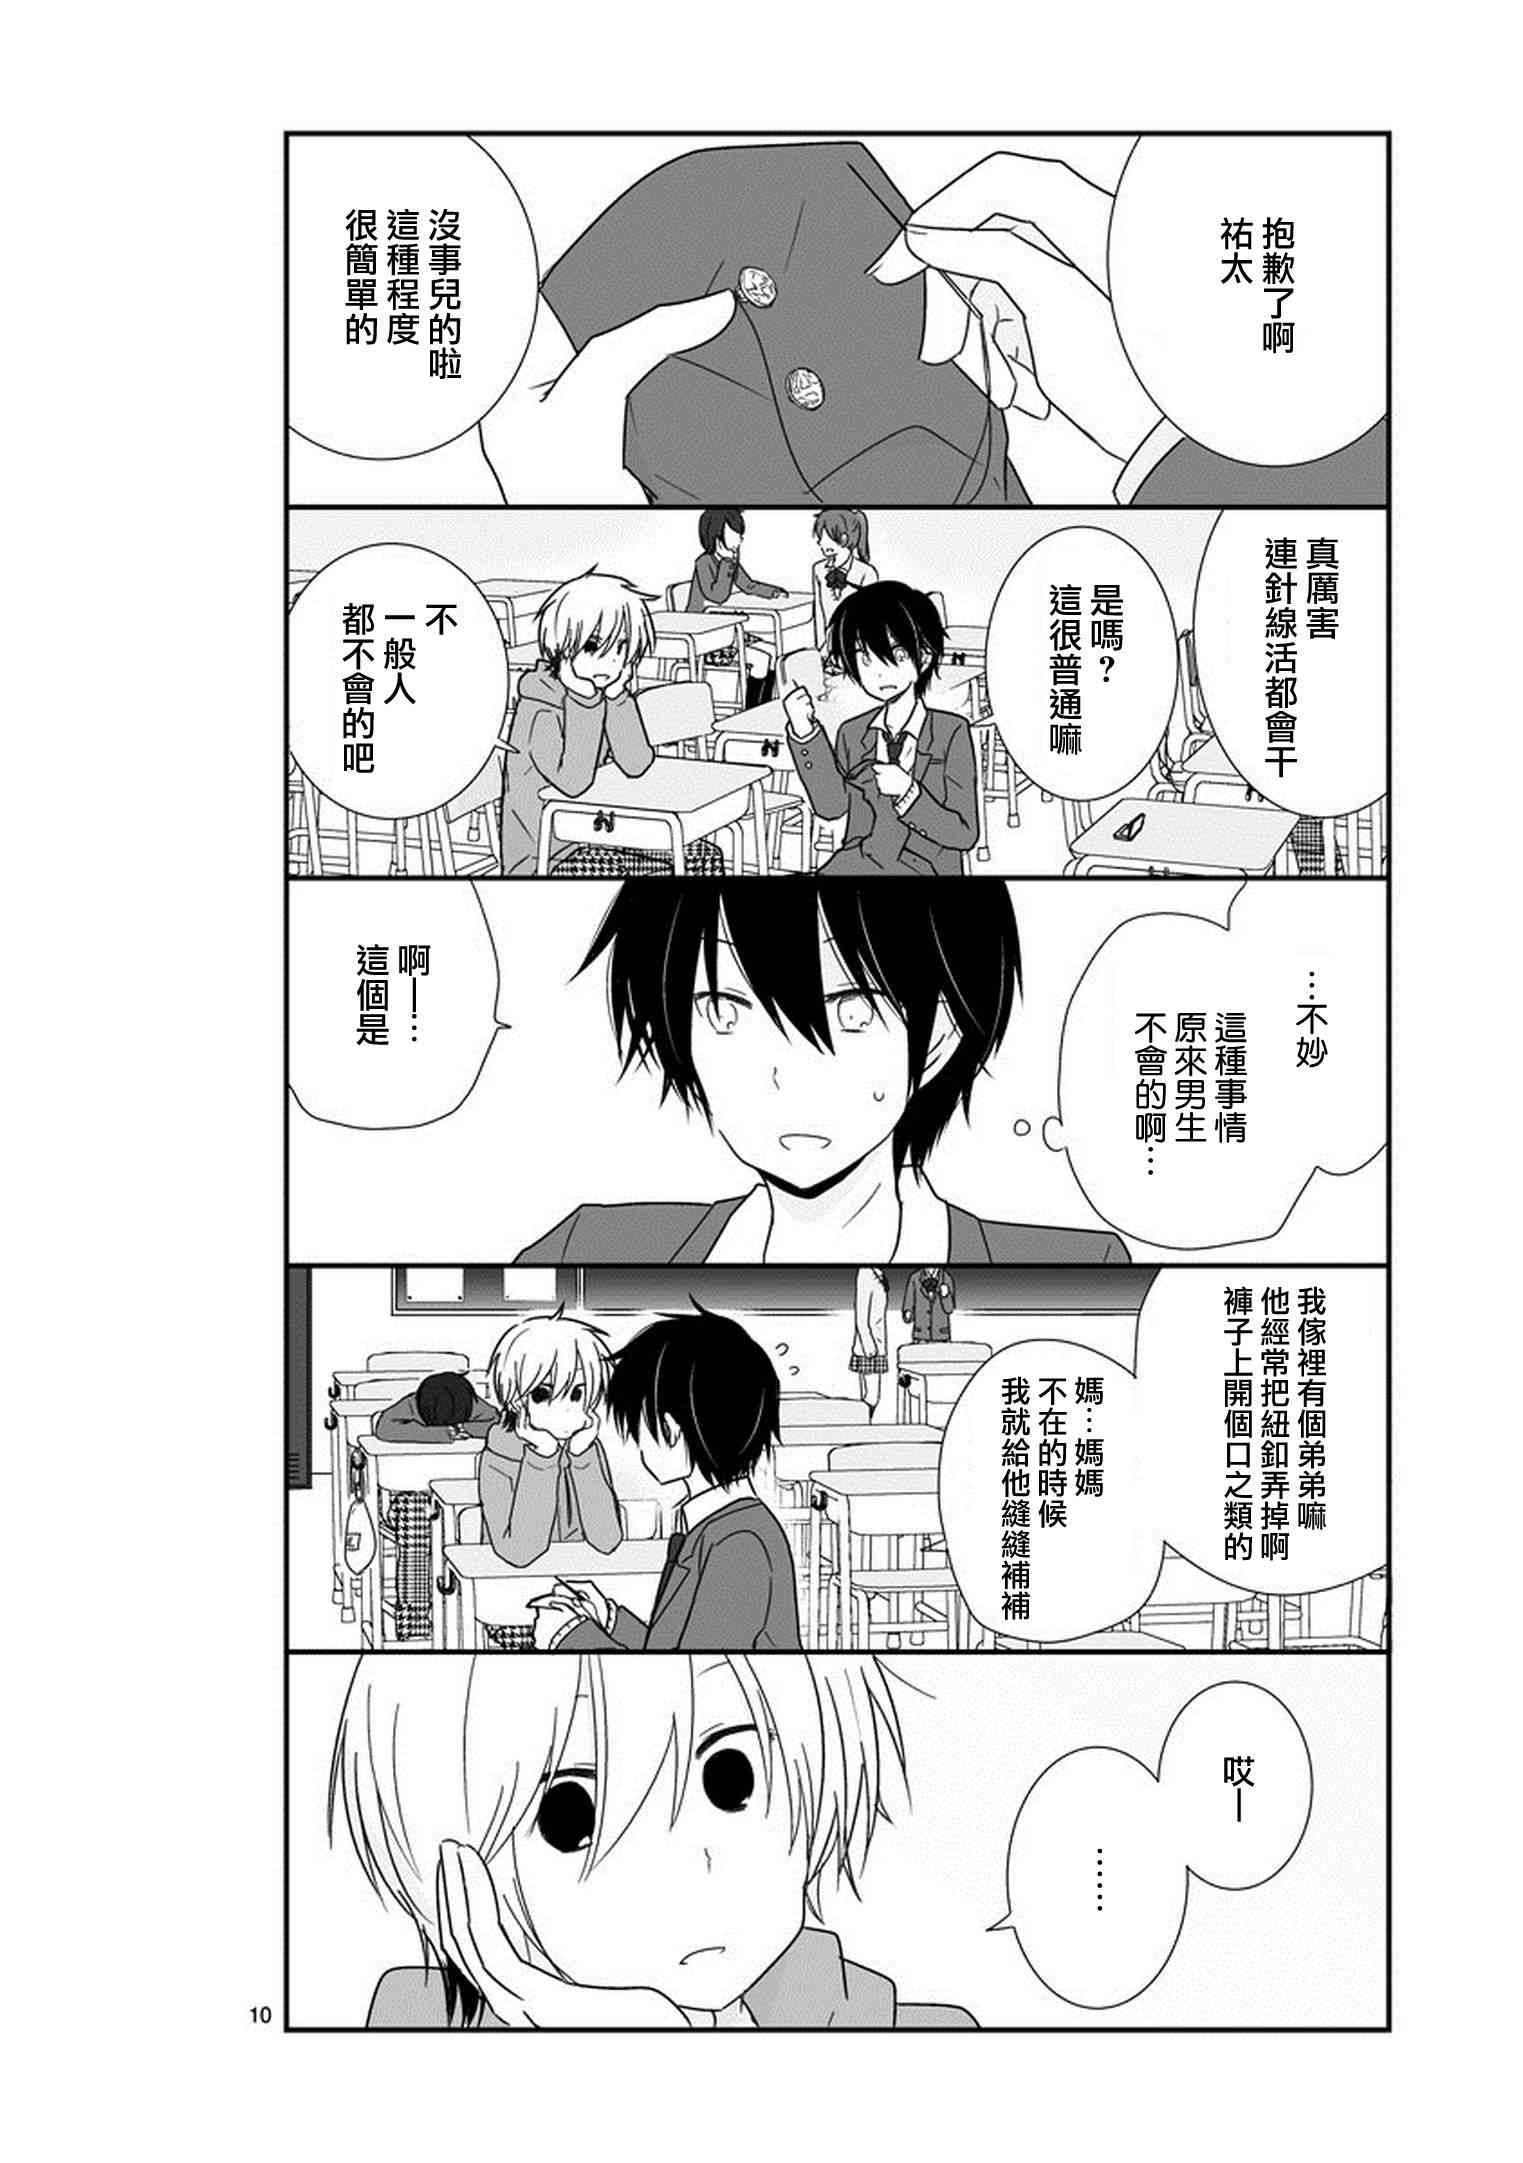 抱歉了啊
祐太
沒事兒的啦
這種程度
很簡單的
真厲害
連針線活都會干
是嗎？
這很普通嘛
不
一般人
都不會的吧
…不妙
這種事情
原來男生
不會的啊…
啊——…
這個是
我傢裡有個弟弟嘛
他經常把紐釦弄掉啊
褲子上開個口之類的
媽…媽媽
不在的時候
我就給他縫縫補補
哎—
……
10